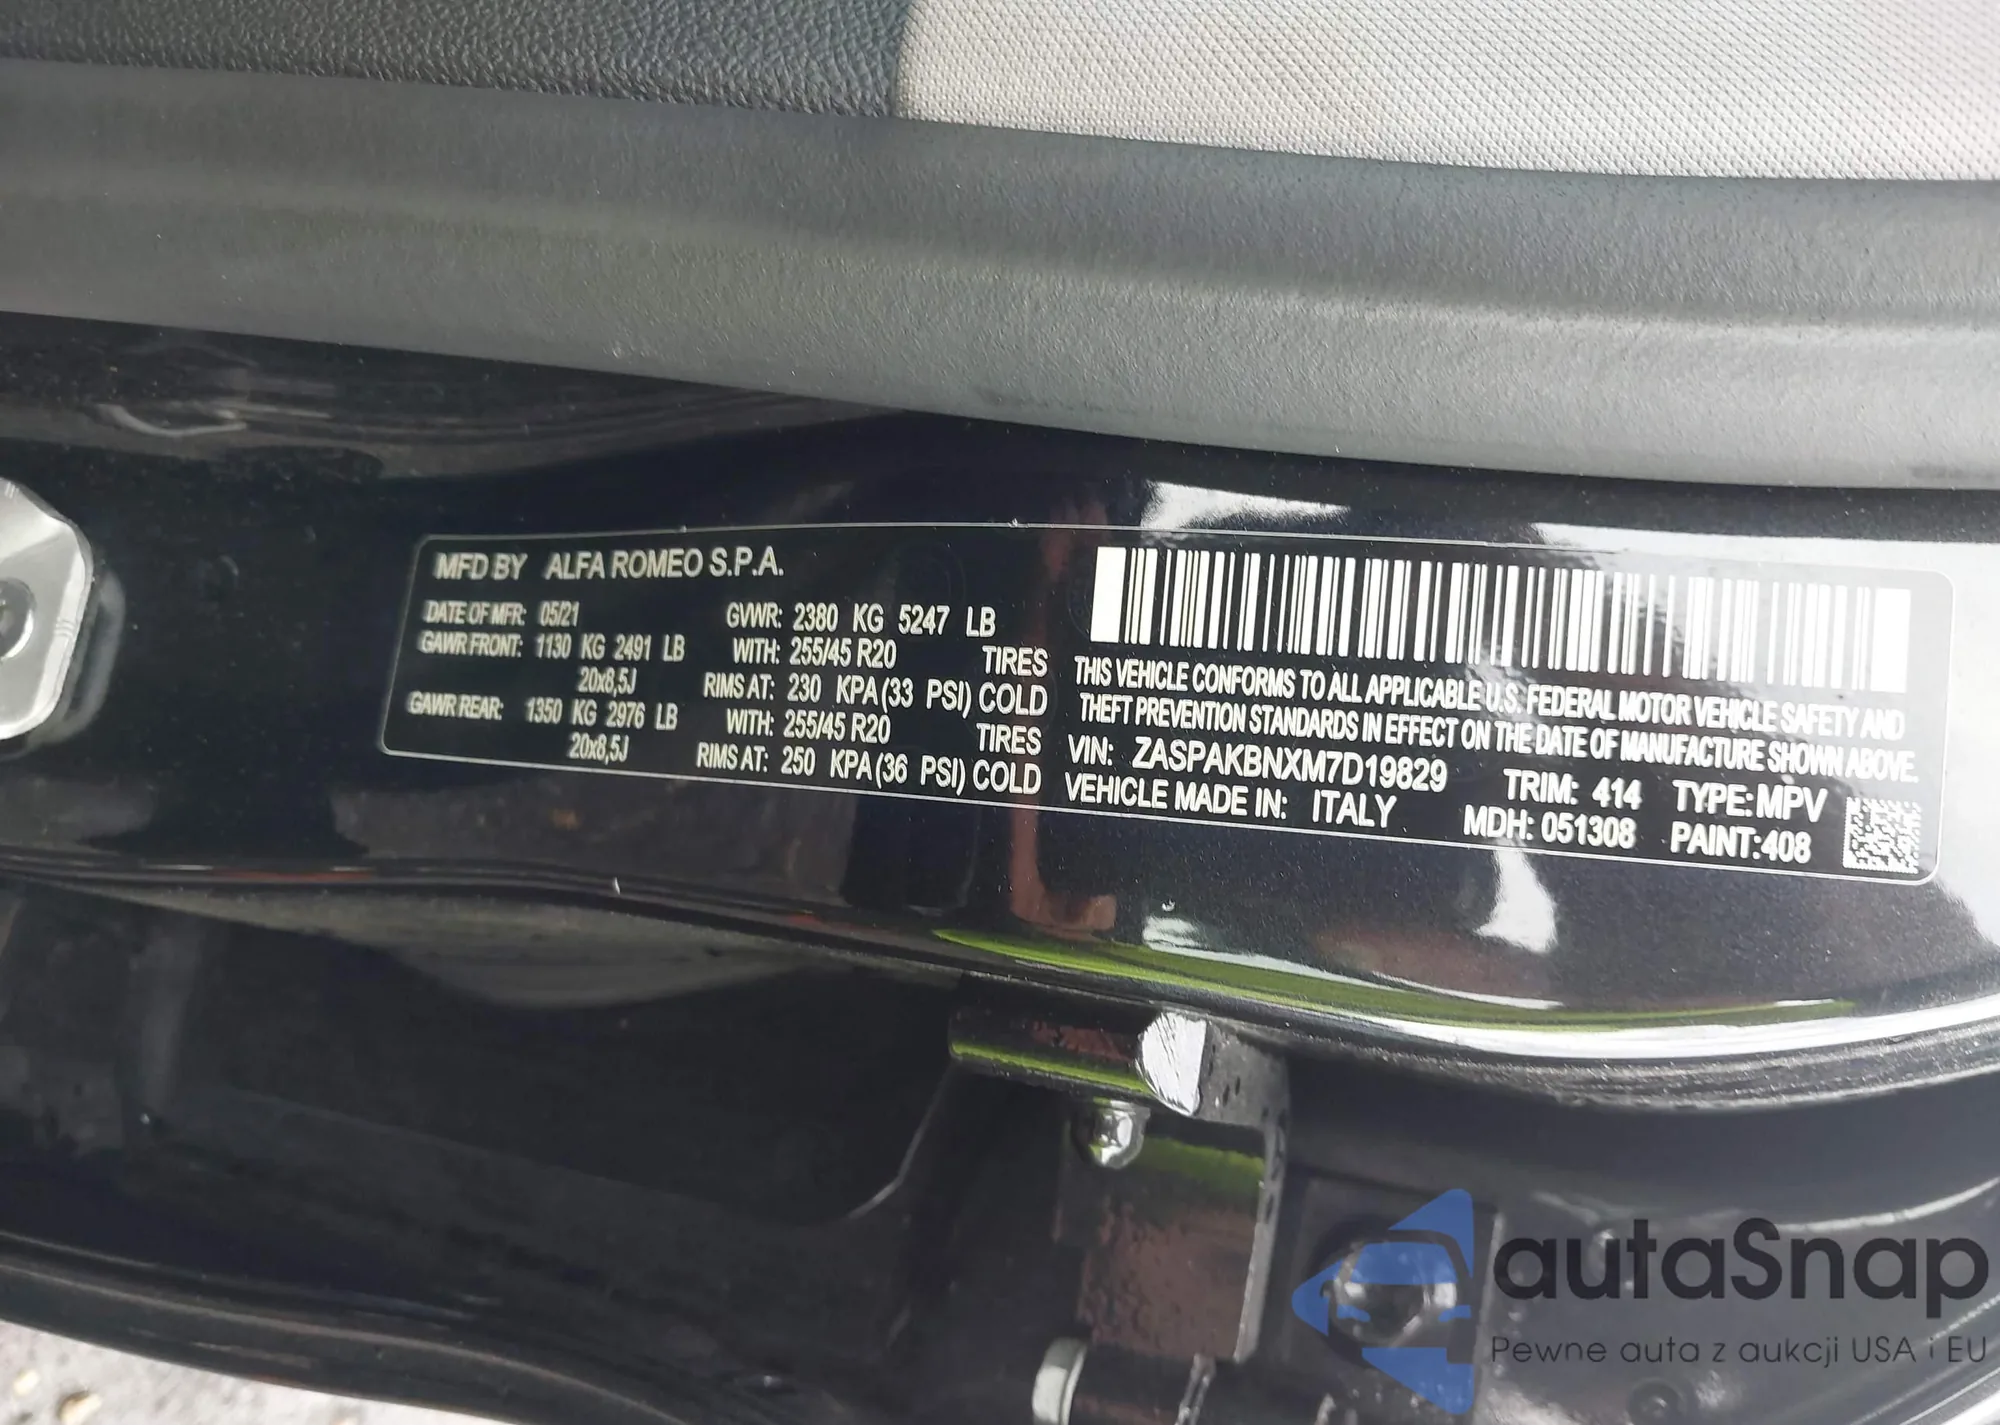 MFD BY ALFA ROMEO S.P.A.
DATE OF MFR: 05/21 GVWR: 2380 KG 5247 LB
GAWR FRONT: 1130 KG 2491 LB WITH: 255/45 R20 TIRES
20x8,5J RIMS AT: 230 KPA(33 PSI) COLD
GAWR REAR: 1350 KG 2976 LB WITH: 255/45 R20 TIRES
20x8,5J RIMS AT: 250 KPA(36 PSI) COLD
THIS VEHICLE CONFORMS TO ALL APPLICABLE U.S. FEDERAL MOTOR VEHICLE SAFETY AND
THEFT PREVENTION STANDARDS IN EFFECT ON THE DATE OF MANUFACTURE SHOWN ABOVE.
VIN: ZASPAKBNXM7D19829 TRIM: 414 TYPE: MPV
VEHICLE MADE IN: ITALY MDH: 051308 PAINT: 408
autaSnap
Pewne auta z aukcji USA i EU